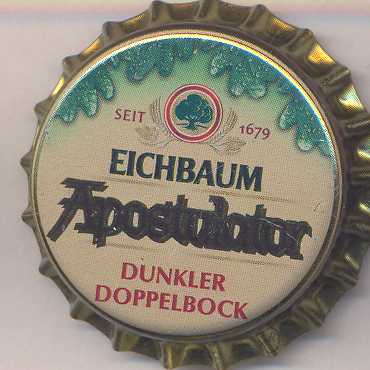 SEIT 1679
EICHBAUM
Apostulator
DUNKLER
DOPPELBOCK